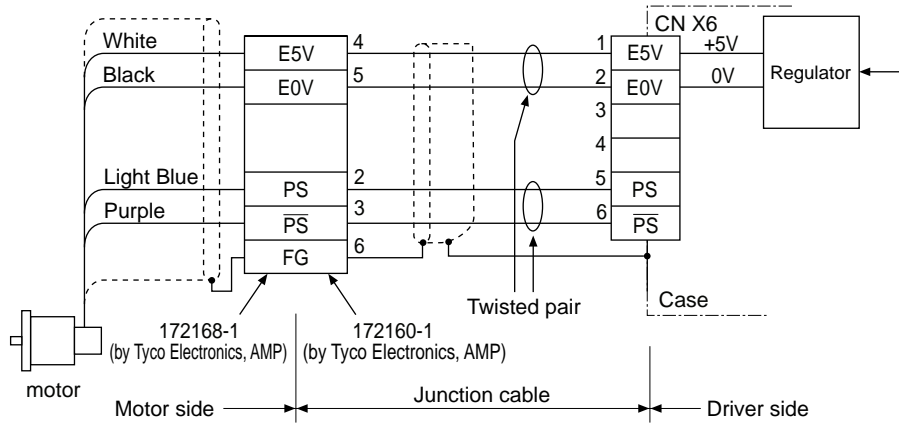 CN X6
White
4
1
+5V
E5V
E5V
Black
5
2
0V
E0V
E0V
Regulator
3
4
Light Blue
2
5
PS
PS
Purple
3
6
P̅S̅
P̅S̅
6
FG
Twisted pair
Case
172168-1
(by Tyco Electronics, AMP)
172160-1
(by Tyco Electronics, AMP)
motor
Motor side
Junction cable
Driver side